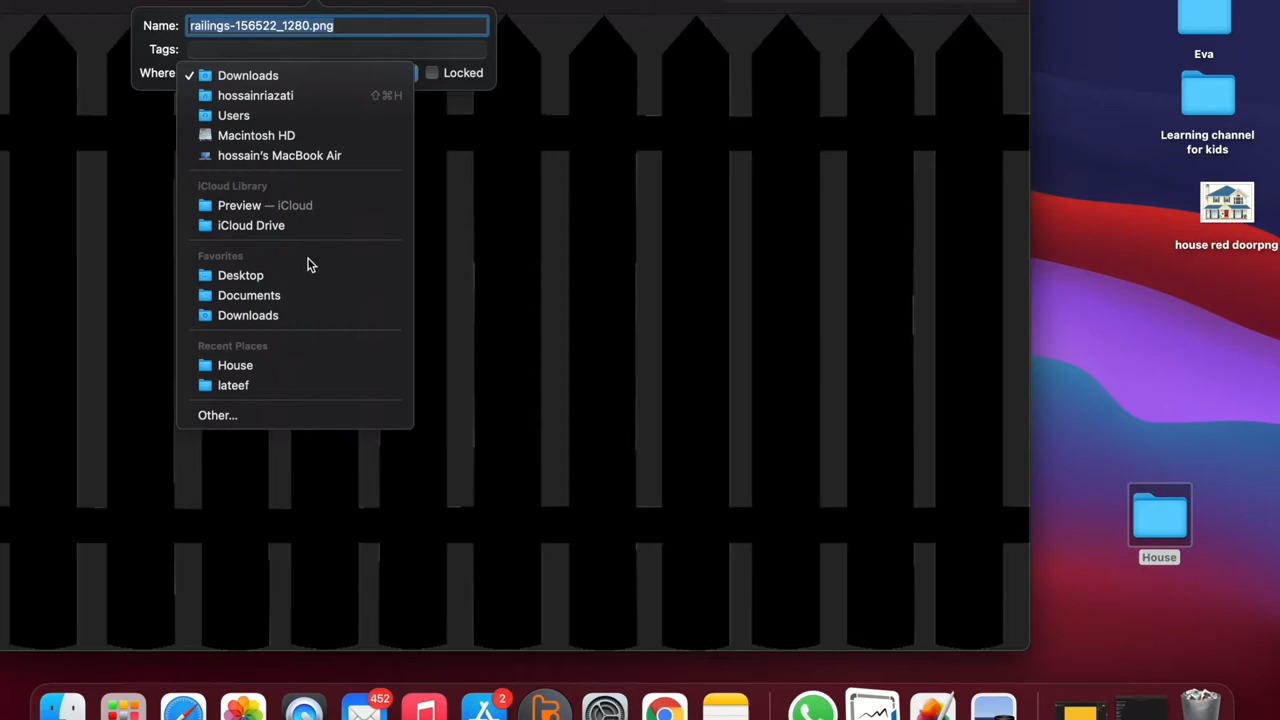 Name: railings-156522_1280.png
Tags:
Where
Locked
Downloads
hossainriazati ⇧⌘H
Users
Macintosh HD
hossain's MacBook Air
iCloud Library
Preview — iCloud
iCloud Drive
Favorites
Desktop
Documents
Downloads
Recent Places
House
lateef
Other...
Eva
Learning channel
for kids
house red doorpng
House
452
2